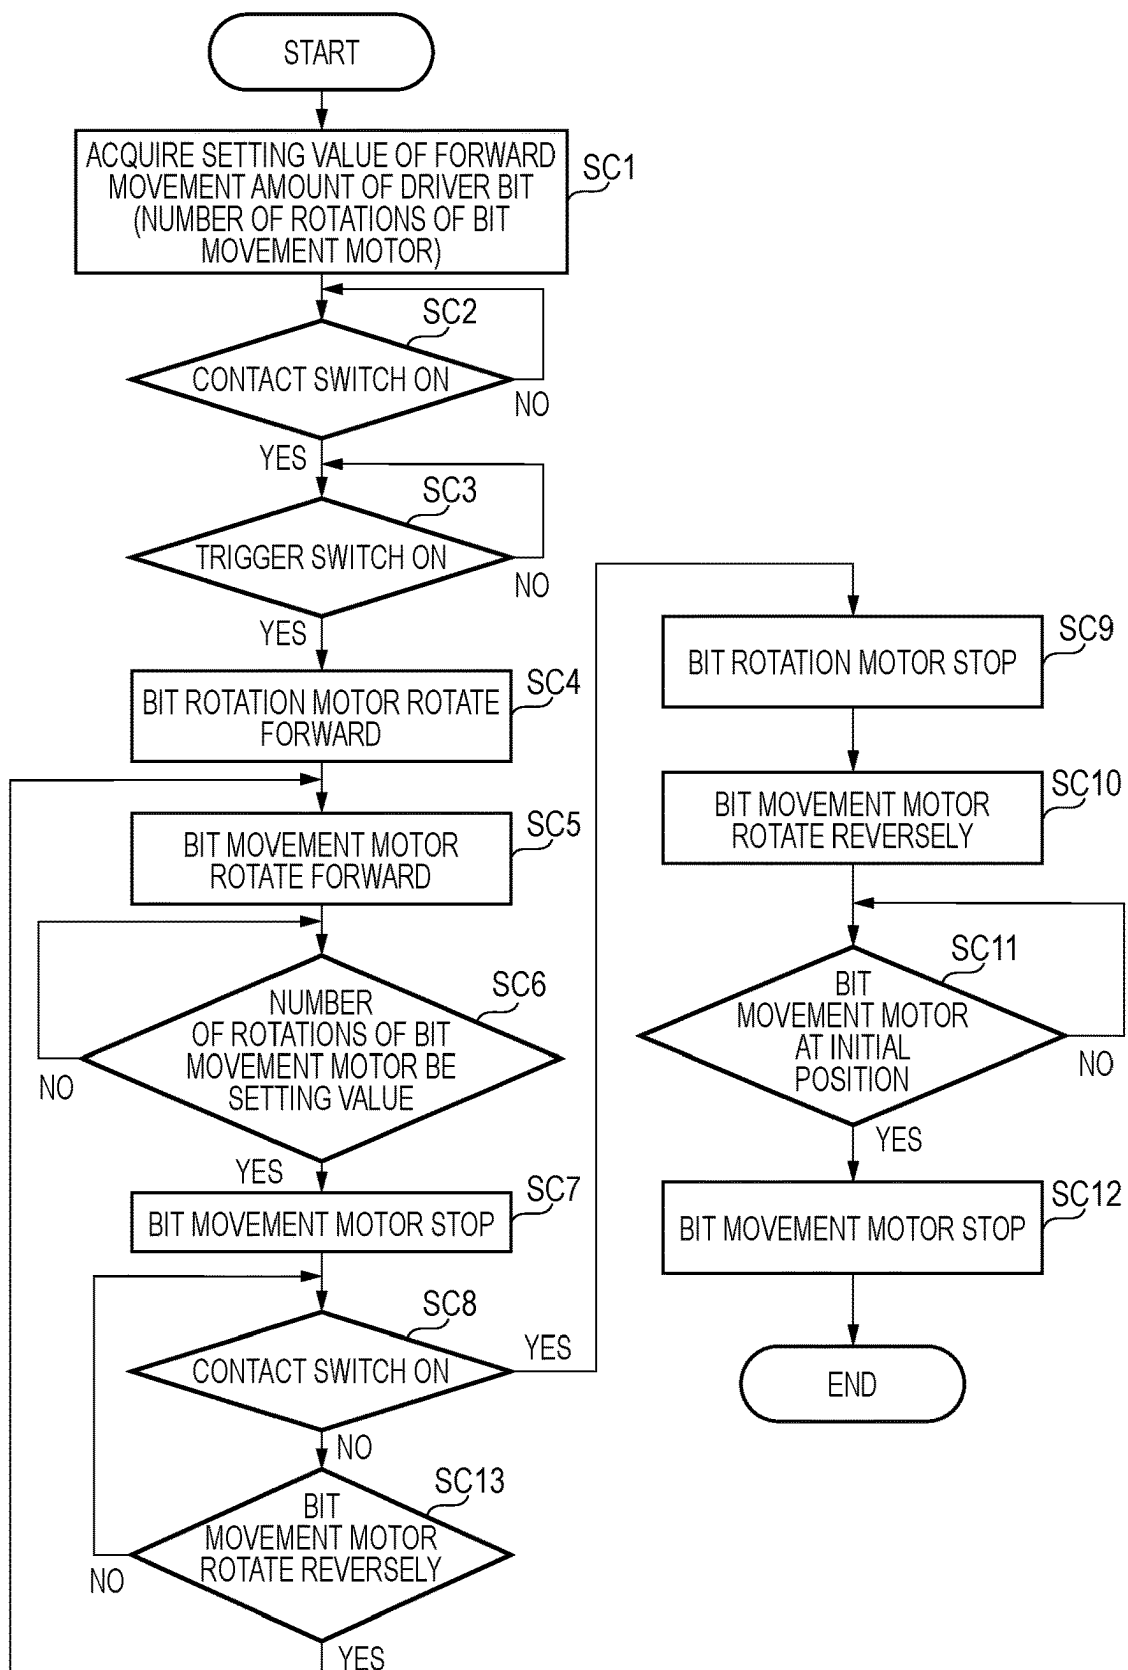 START
ACQUIRE SETTING VALUE OF FORWARD
MOVEMENT AMOUNT OF DRIVER BIT
(NUMBER OF ROTATIONS OF BIT
MOVEMENT MOTOR)
SC1
SC2
CONTACT SWITCH ON
NO
YES
SC3
TRIGGER SWITCH ON
NO
YES
SC4
BIT ROTATION MOTOR ROTATE
FORWARD
SC5
BIT MOVEMENT MOTOR
ROTATE FORWARD
SC6
NUMBER
OF ROTATIONS OF BIT
MOVEMENT MOTOR BE
SETTING VALUE
NO
YES
SC7
BIT MOVEMENT MOTOR STOP
SC8
CONTACT SWITCH ON
YES
NO
SC13
BIT
MOVEMENT MOTOR
ROTATE REVERSELY
NO
YES
SC9
BIT ROTATION MOTOR STOP
SC10
BIT MOVEMENT MOTOR
ROTATE REVERSELY
SC11
BIT
MOVEMENT MOTOR
AT INITIAL
POSITION
NO
YES
SC12
BIT MOVEMENT MOTOR STOP
END